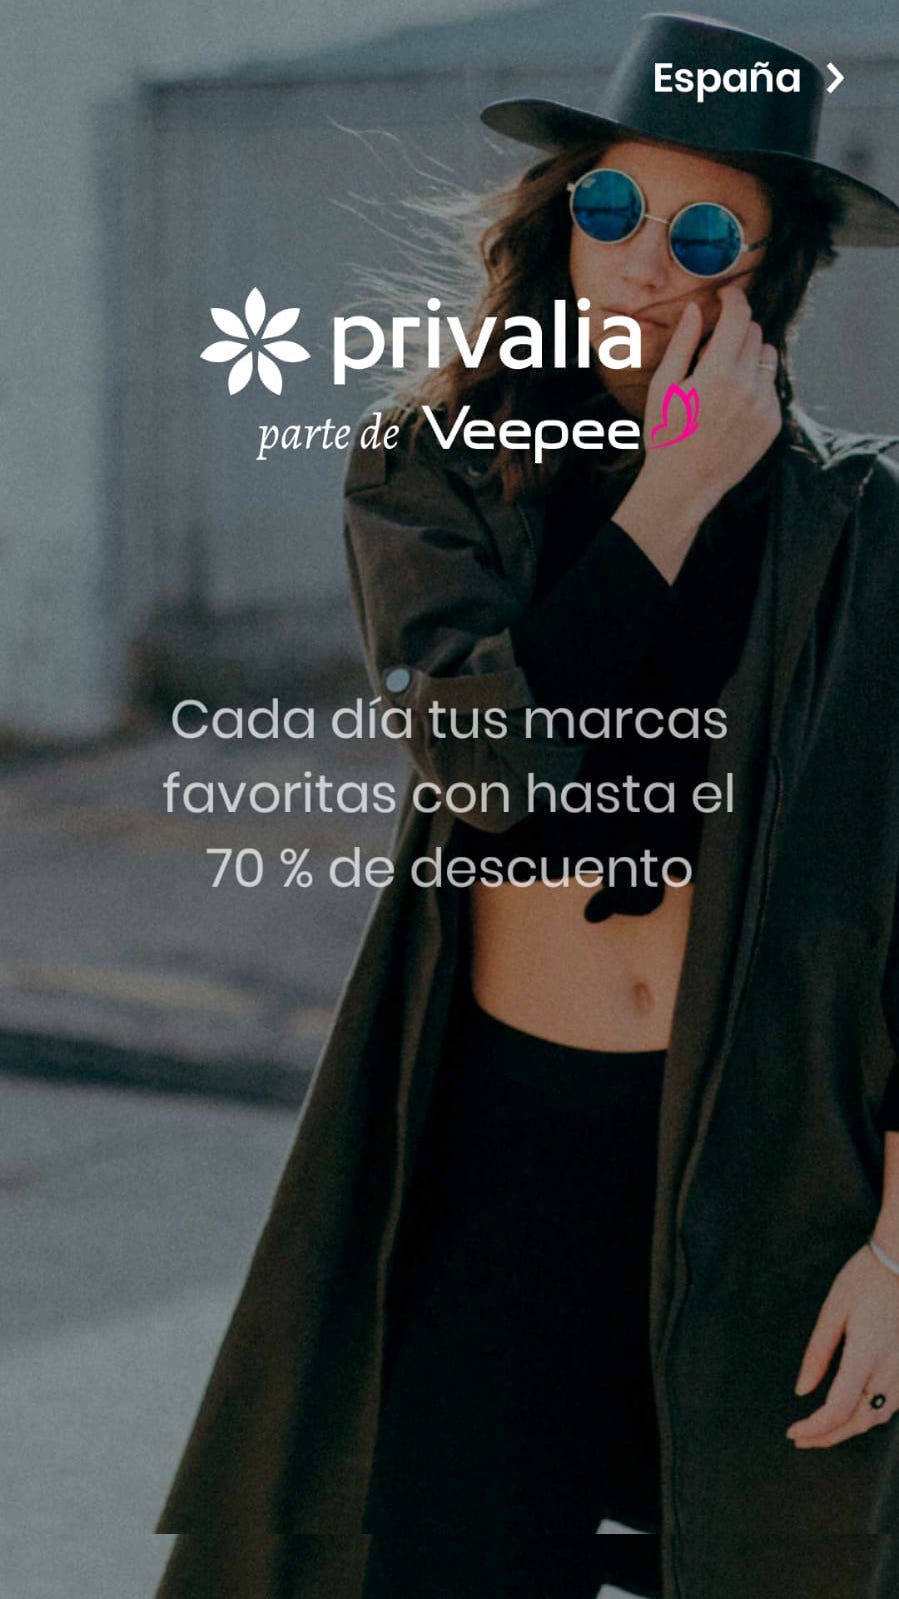 España
privalia
parte de Veepee
Cada día tus marcas
favoritas con hasta el
70 % de descuento